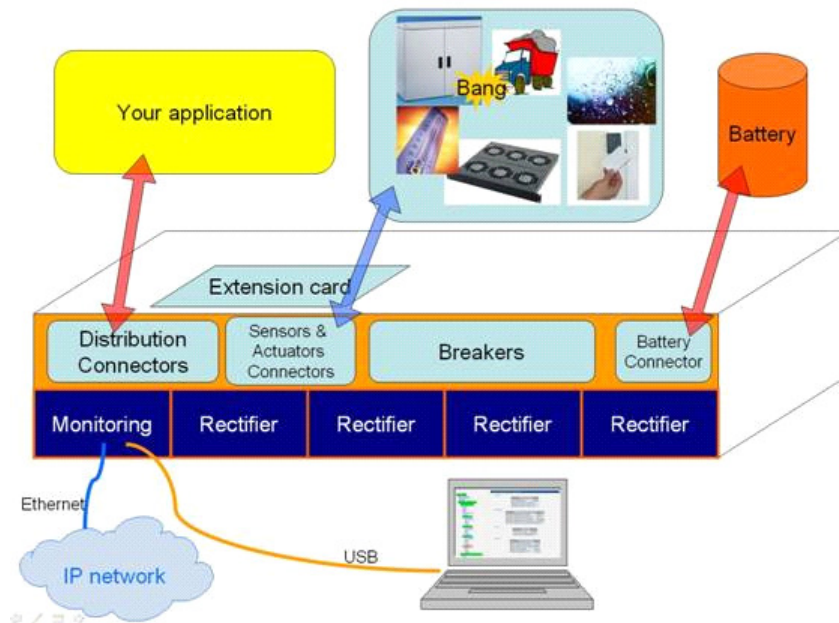 Your application
Bang
Battery
Extension card
Distribution
Connectors
Sensors &
Actuators
Connectors
Breakers
Battery
Connector
Monitoring
Rectifier
Rectifier
Rectifier
Rectifier
Ethernet
USB
IP network